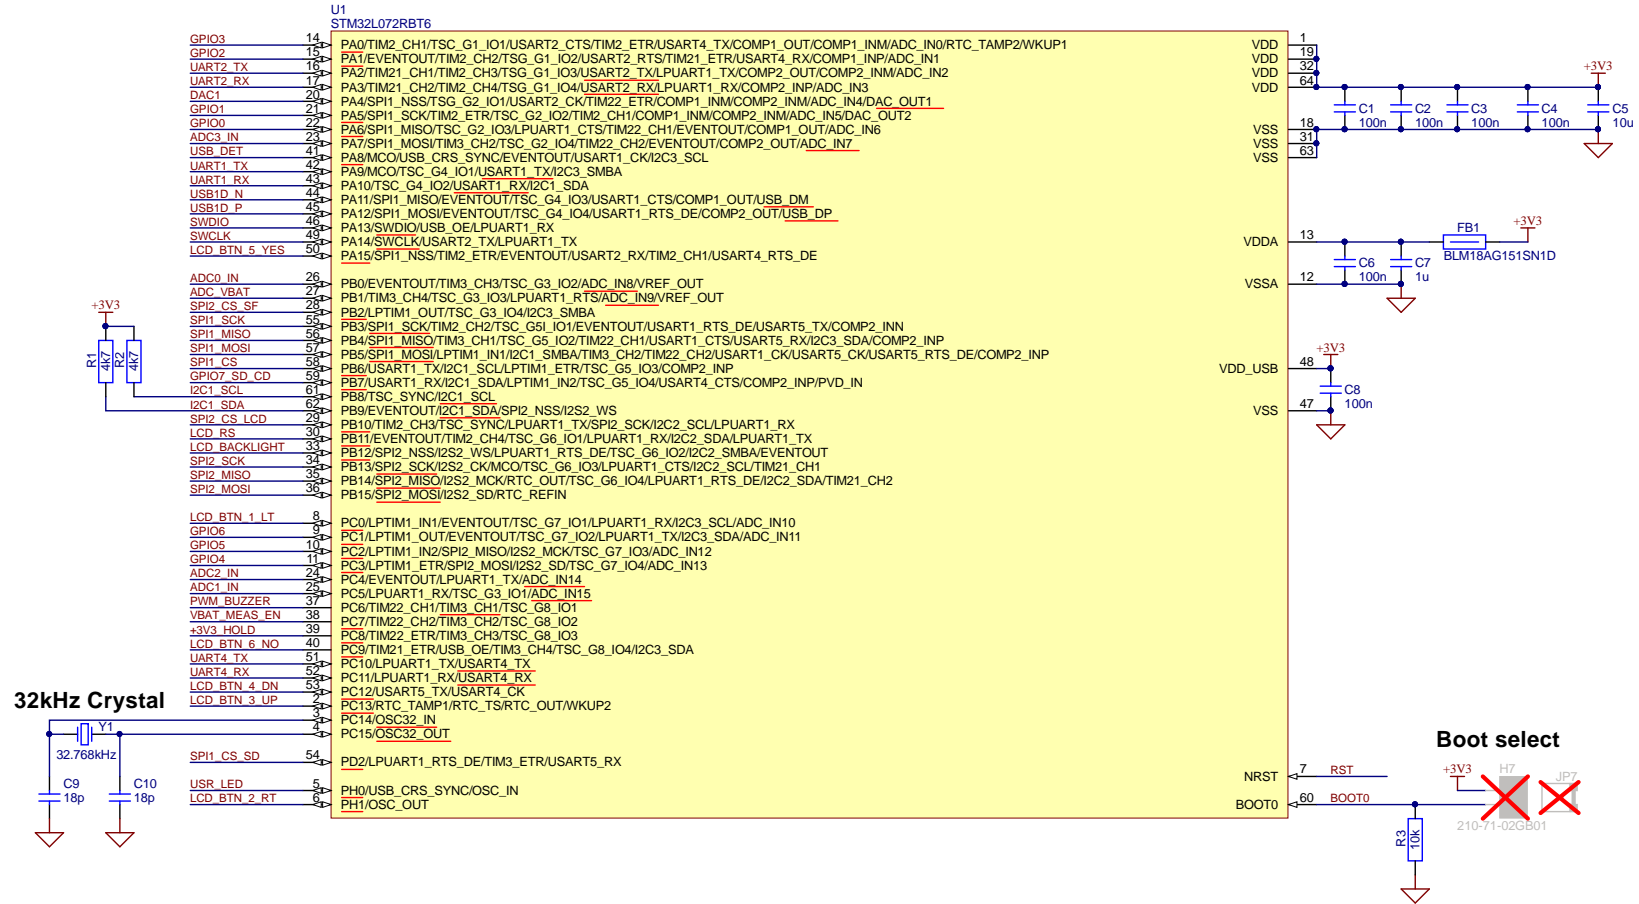 U1
STM32L072RBT6
GPIO3 14 PA0/TIM2_CH1/TSC_G1_IO1/USART2_CTS/TIM2_ETR/USART4_TX/COMP1_OUT/COMP1_INM/ADC_IN0/RTC_TAMP2/WKUP1
GPIO2 15 PA1/EVENTOUT/TIM2_CH2/TSC_G1_IO2/USART2_RTS/TIM21_ETR/USART4_RX/COMP1_INP/ADC_IN1
UART2_TX 16 PA2/TIM21_CH1/TIM2_CH3/TSC_G1_IO3/USART2_TX/LPUART1_TX/COMP2_OUT/COMP2_INM/ADC_IN2
UART2_RX 17 PA3/TIM21_CH2/TIM2_CH4/TSC_G1_IO4/USART2_RX/LPUART1_RX/COMP2_INP/ADC_IN3
DAC1 20 PA4/SPI1_NSS/TSC_G2_IO1/USART2_CK/TIM22_ETR/COMP1_INM/COMP2_INM/ADC_IN4/DAC_OUT1
GPIO1 21 PA5/SPI1_SCK/TIM2_ETR/TSC_G2_IO2/TIM2_CH1/COMP1_INM/COMP2_INM/ADC_IN5/DAC_OUT2
GPIO0 22 PA6/SPI1_MISO/TSC_G2_IO3/LPUART1_CTS/TIM22_CH1/EVENTOUT/COMP1_OUT/ADC_IN6
ADC3_IN 23 PA7/SPI1_MOSI/TIM3_CH2/TSC_G2_IO4/TIM22_CH2/EVENTOUT/COMP2_OUT/ADC_IN7
USB_DET 41 PA8/MCO/USB_CRS_SYNC/EVENTOUT/USART1_CK/I2C3_SCL
UART1_TX 42 PA9/MCO/TSC_G4_IO1/USART1_TX/I2C3_SMBA
UART1_RX 43 PA10/TSC_G4_IO2/USART1_RX/I2C1_SDA
USB1D_N 44 PA11/SPI1_MISO/EVENTOUT/TSC_G4_IO3/USART1_CTS/COMP1_OUT/USB_DM
USB1D_P 45 PA12/SPI1_MOSI/EVENTOUT/TSC_G4_IO4/USART1_RTS_DE/COMP2_OUT/USB_DP
SWDIO 46 PA13/SWDIO/USB_OE/LPUART1_RX
SWCLK 49 PA14/SWCLK/USART2_TX/LPUART1_TX
LCD_BTN_5_YES 50 PA15/SPI1_NSS/TIM2_ETR/EVENTOUT/USART2_RX/TIM2_CH1/USART4_RTS_DE
ADC0_IN 26 PB0/EVENTOUT/TIM3_CH3/TSC_G3_IO2/ADC_IN8/VREF_OUT
ADC_VBAT 27 PB1/TIM3_CH4/TSC_G3_IO3/LPUART1_RTS/ADC_IN9/VREF_OUT
SPI2_CS_SF 28 PB2/LPTIM1_OUT/TSC_G3_IO4/I2C3_SMBA
SPI1_SCK 55 PB3/SPI1_SCK/TIM2_CH2/TSC_G5I_IO1/EVENTOUT/USART1_RTS_DE/USART5_TX/COMP2_INN
SPI1_MISO 56 PB4/SPI1_MISO/TIM3_CH1/TSC_G5_IO2/TIM22_CH1/USART1_CTS/USART5_RX/I2C3_SDA/COMP2_INP
SPI1_MOSI 57 PB5/SPI1_MOSI/LPTIM1_IN1/I2C1_SMBA/TIM3_CH2/TIM22_CH2/USART1_CK/USART5_CK/USART5_RTS_DE/COMP2_INP
SPI1_CS 58 PB6/USART1_TX/I2C1_SCL/LPTIM1_ETR/TSC_G5_IO3/COMP2_INP
GPIO7_SD_CD 59 PB7/USART1_RX/I2C1_SDA/LPTIM1_IN2/TSC_G5_IO4/USART4_CTS/COMP2_INP/PVD_IN
I2C1_SCL 61 PB8/TSC_SYNC/I2C1_SCL
I2C1_SDA 62 PB9/EVENTOUT/I2C1_SDA/SPI2_NSS/I2S2_WS
SPI2_CS_LCD 29 PB10/TIM2_CH3/TSC_SYNC/LPUART1_TX/SPI2_SCK/I2C2_SCL/LPUART1_RX
LCD_RS 30 PB11/EVENTOUT/TIM2_CH4/TSC_G6_IO1/LPUART1_RX/I2C2_SDA/LPUART1_TX
LCD_BACKLIGHT 33 PB12/SPI2_NSS/I2S2_WS/LPUART1_RTS_DE/TSC_G6_IO2/I2C2_SMBA/EVENTOUT
SPI2_SCK 34 PB13/SPI2_SCK/I2S2_CK/MCO/TSC_G6_IO3/LPUART1_CTS/I2C2_SCL/TIM21_CH1
SPI2_MISO 35 PB14/SPI2_MISO/I2S2_MCK/RTC_OUT/TSC_G6_IO4/LPUART1_RTS_DE/I2C2_SDA/TIM21_CH2
SPI2_MOSI 36 PB15/SPI2_MOSI/I2S2_SD/RTC_REFIN
LCD_BTN_1_LT 8 PC0/LPTIM1_IN1/EVENTOUT/TSC_G7_IO1/LPUART1_RX/I2C3_SCL/ADC_IN10
GPIO6 9 PC1/LPTIM1_OUT/EVENTOUT/TSC_G7_IO2/LPUART1_TX/I2C3_SDA/ADC_IN11
GPIO5 10 PC2/LPTIM1_IN2/SPI2_MISO/I2S2_MCK/TSC_G7_IO3/ADC_IN12
GPIO4 11 PC3/LPTIM1_ETR/SPI2_MOSI/I2S2_SD/TSC_G7_IO4/ADC_IN13
ADC2_IN 24 PC4/EVENTOUT/LPUART1_TX/ADC_IN14
ADC1_IN 25 PC5/LPUART1_RX/TSC_G3_IO1/ADC_IN15
PWM_BUZZER 37 PC6/TIM22_CH1/TIM3_CH1/TSC_G8_IO1
VBAT_MEAS_EN 38 PC7/TIM22_CH2/TIM3_CH2/TSC_G8_IO2
+3V3_HOLD 39 PC8/TIM22_ETR/TIM3_CH3/TSC_G8_IO3
LCD_BTN_6_NO 40 PC9/TIM21_ETR/USB_OE/TIM3_CH4/TSC_G8_IO4/I2C3_SDA
UART4_TX 51 PC10/LPUART1_TX/USART4_TX
UART4_RX 52 PC11/LPUART1_RX/USART4_RX
LCD_BTN_4_DN 53 PC12/USART5_TX/USART4_CK
LCD_BTN_3_UP 2 PC13/RTC_TAMP1/RTC_TS/RTC_OUT/WKUP2
3 PC14/OSC32_IN
4 PC15/OSC32_OUT
SPI1_CS_SD 54 PD2/LPUART1_RTS_DE/TIM3_ETR/USART5_RX
USR_LED 5 PH0/USB_CRS_SYNC/OSC_IN
LCD_BTN_2_RT 6 PH1/OSC_OUT
+3V3
R1 4k7
R2 4k7
32kHz Crystal
Y1
32.768kHz
C9 18p
C10 18p
VDD 1
VDD 19
VDD 32
VDD 64
+3V3
C1 100n
C2 100n
C3 100n
C4 100n
C5 10u
VSS 18
VSS 31
VSS 63
VDDA 13
FB1
BLM18AG151SN1D
+3V3
C6 100n
C7 1u
VSSA 12
+3V3
VDD_USB 48
C8 100n
VSS 47
Boot select
NRST 7 RST
BOOT0 60 BOOT0
+3V3
H7
JP7
210-71-02GB01
R3 10k